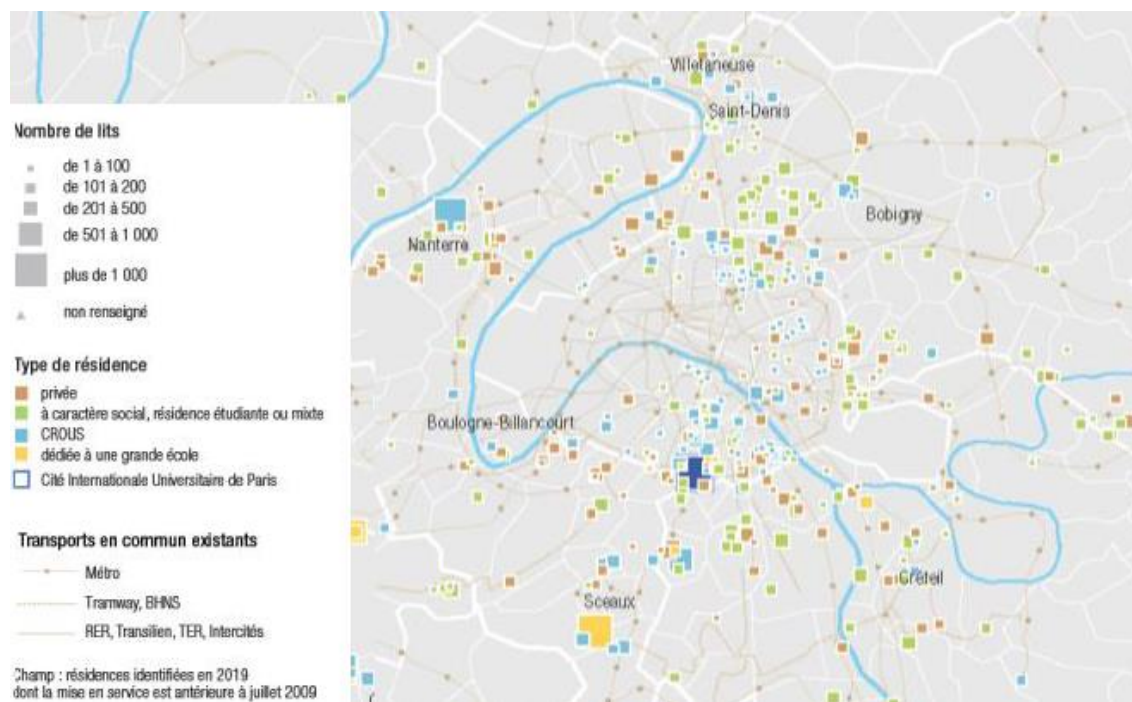 Nombre de lits
de 1 à 100
de 101 à 200
de 201 à 500
de 501 à 1 000
plus de 1 000
non renseigné
Type de résidence
privée
à caractère social, résidence étudiante ou mixte
CROUS
dédiée à une grande école
Cité Internationale Universitaire de Paris
Transports en commun existants
Métro
Tramway, BHNS
RER, Transilien, TER, Intercités
Champ : résidences identifiées en 2019
dont la mise en service est antérieure à juillet 2009
Villetaneuse
Saint-Denis
Bobigny
Nanterre
Boulogne-Billancourt
Créteil
Sceaux